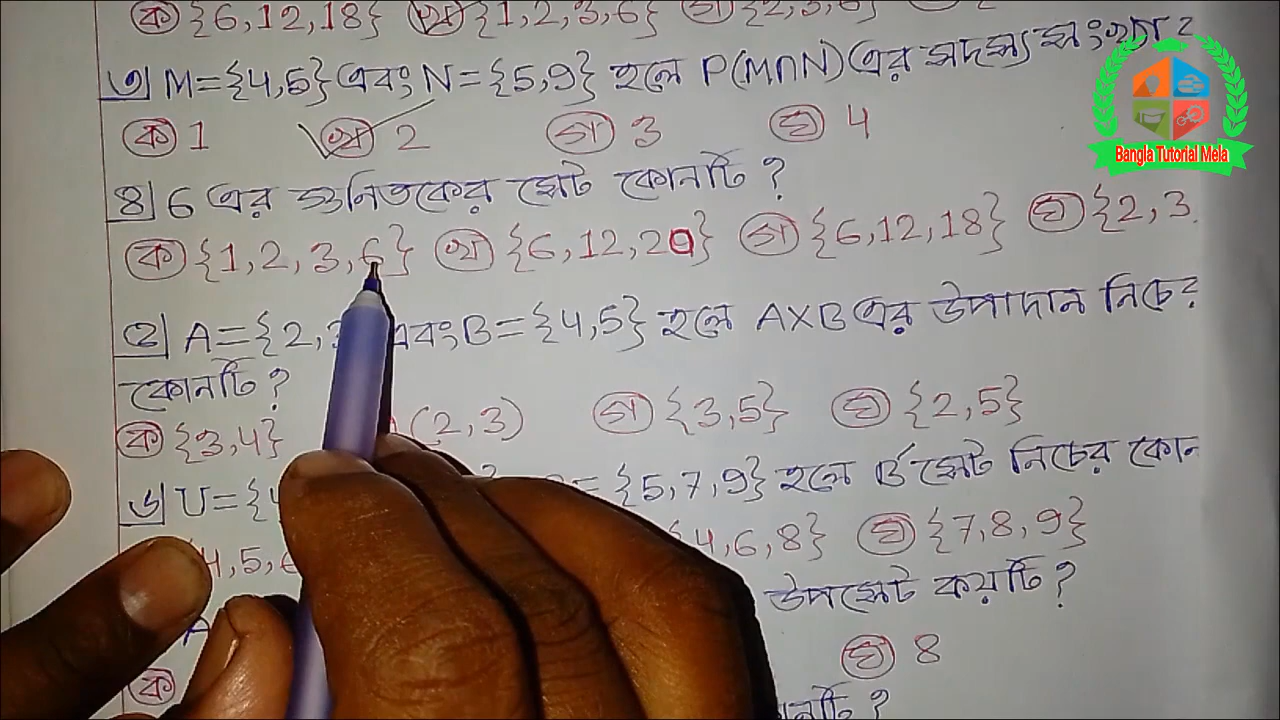 ক {6,12,18} খ {1,2,3,6} গ {2,3,6}
৩| M={4,5} এবং N={5,9} হলে P(M∩N) এর সদস্য সংখ্যা ?
ক 1 খ 2 গ 3 ঘ 4
৪| 6 এর গুনিতকের সেট কোনটি ?
ক {1,2,3,6} খ {6,12,20} গ {6,12,18} ঘ {2,3
৫| A={2,3 এবং B={4,5} হলে AXB এর উপাদান নিচের
কোনটি ?
ক {3,4} (2,3) গ {3,5} ঘ {2,5}
৬| U={4 ={5,7,9} হলে B′ সেট নিচের কোন
4,5,6 {4,6,8} ঘ {7,8,9}
A উপসেট কয়টি ?
ক ঘ 8
কোনটি ?
Bangla Tutorial Mela